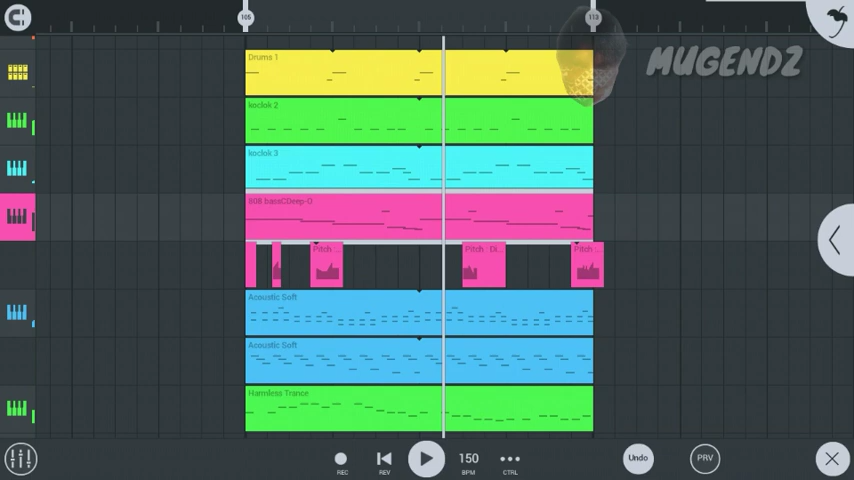 105
113
MUGENDZ
Drums 1
koclok 2
koclok 3
808 bassCDeep-O
Pitch ...
Pitch : Di...
Pitch ...
Acoustic Soft
Acoustic Soft
Harmless Trance
REC
REV
150
BPM
CTRL
Undo
PRV